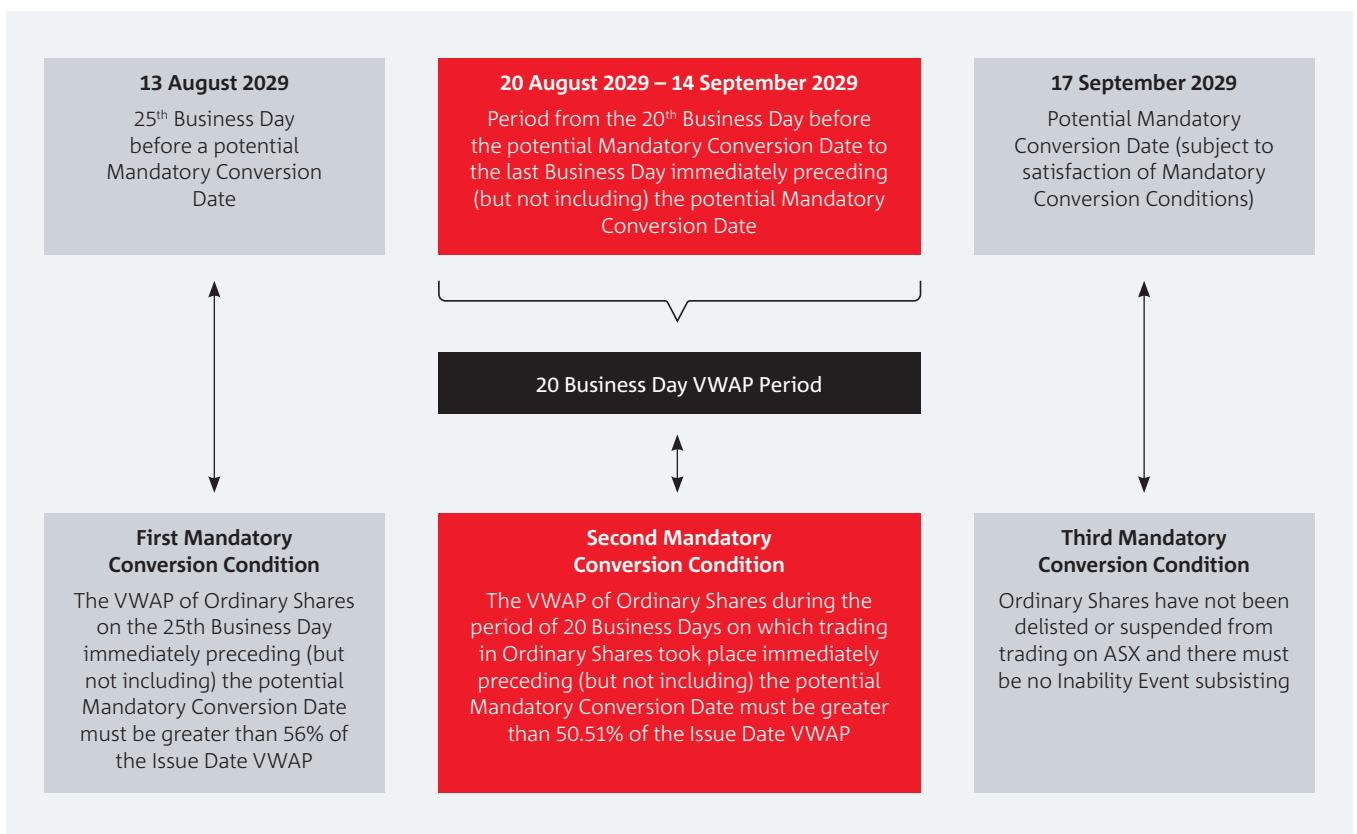 13 August 2029
25th Business Day
before a potential
Mandatory Conversion
Date
20 August 2029 – 14 September 2029
Period from the 20th Business Day before
the potential Mandatory Conversion Date to
the last Business Day immediately preceding
(but not including) the potential Mandatory
Conversion Date
17 September 2029
Potential Mandatory
Conversion Date (subject to
satisfaction of Mandatory
Conversion Conditions)
20 Business Day VWAP Period
First Mandatory
Conversion Condition
The VWAP of Ordinary Shares
on the 25th Business Day
immediately preceding (but
not including) the potential
Mandatory Conversion Date
must be greater than 56% of
the Issue Date VWAP
Second Mandatory
Conversion Condition
The VWAP of Ordinary Shares during the
period of 20 Business Days on which trading
in Ordinary Shares took place immediately
preceding (but not including) the potential
Mandatory Conversion Date must be greater
than 50.51% of the Issue Date VWAP
Third Mandatory
Conversion Condition
Ordinary Shares have not been
delisted or suspended from
trading on ASX and there must
be no Inability Event subsisting